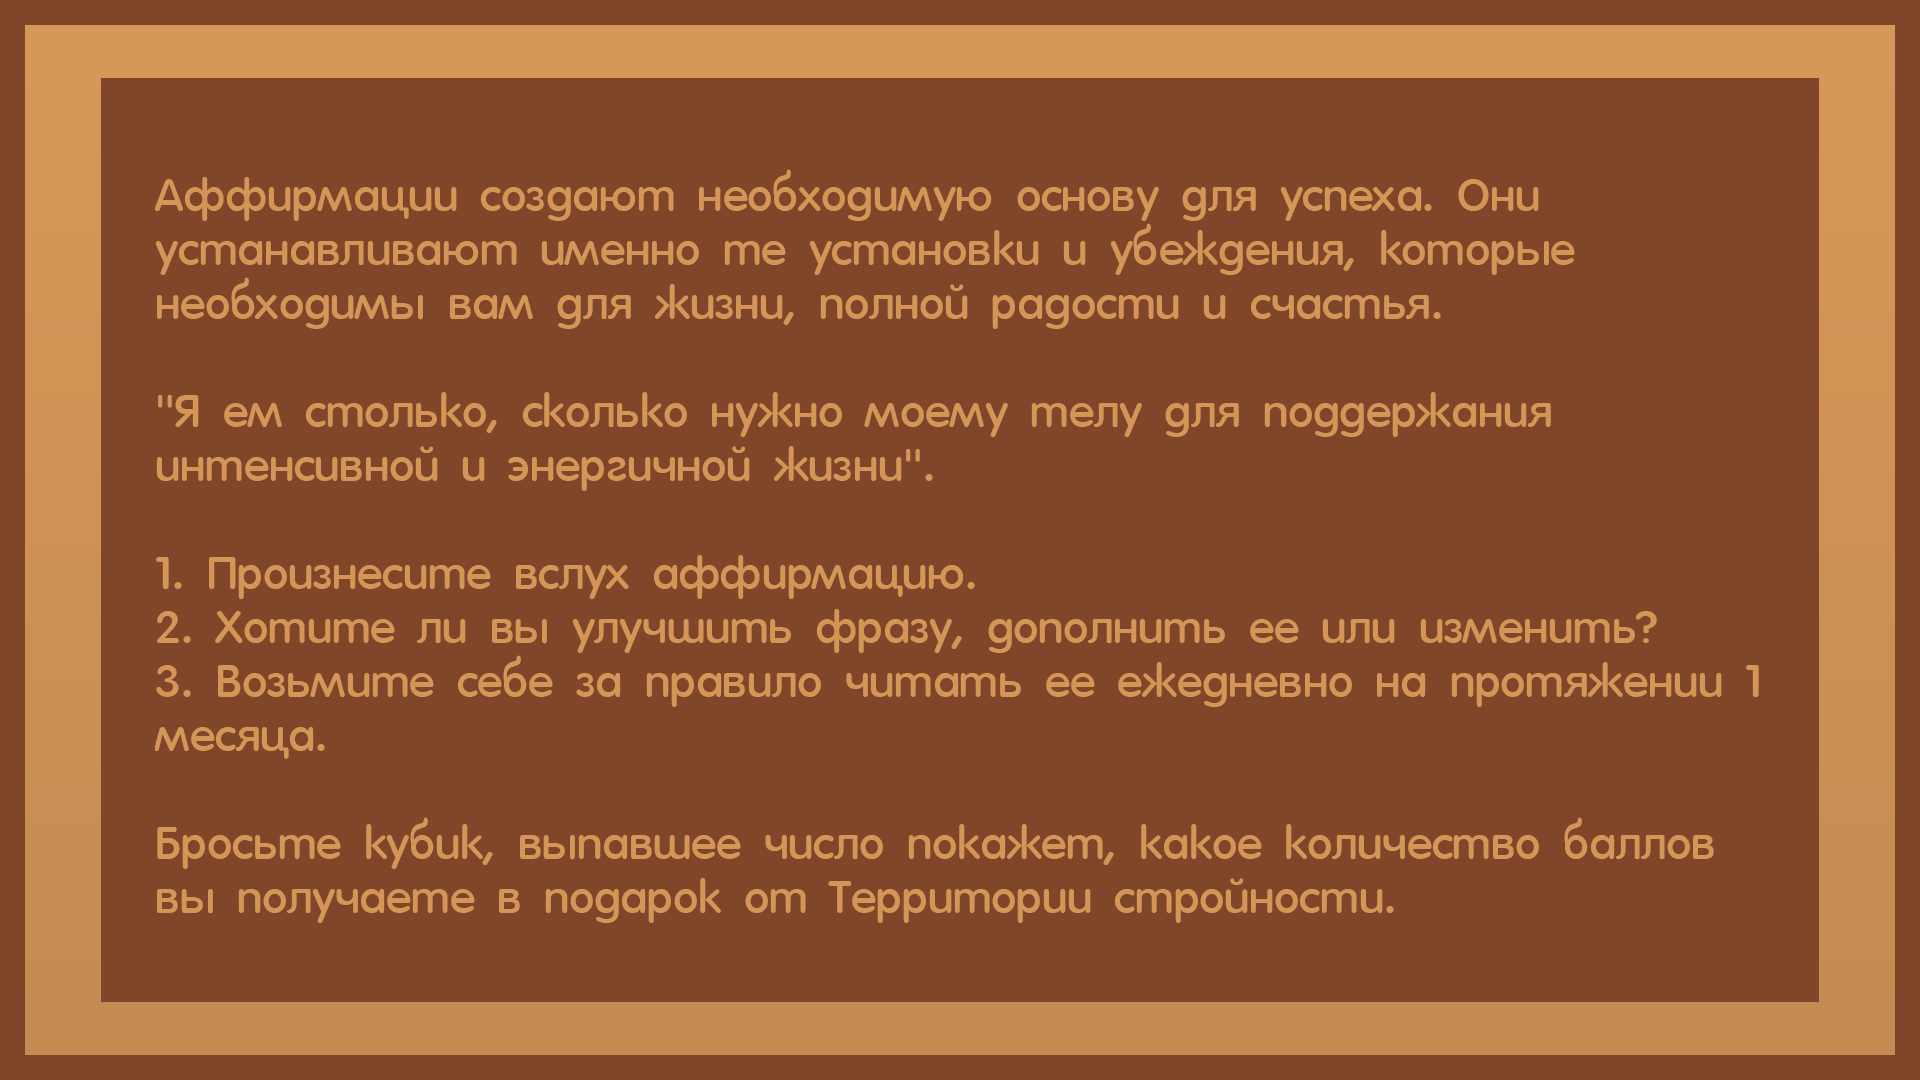 Аффирмации создают необходимую основу для успеха. Они
устанавливают именно те установки и убеждения, которые
необходимы вам для жизни, полной радости и счастья.
"Я ем столько, сколько нужно моему телу для поддержания
интенсивной и энергичной жизни".
1. Произнесите вслух аффирмацию.
2. Хотите ли вы улучшить фразу, дополнить ее или изменить?
3. Возьмите себе за правило читать ее ежедневно на протяжении 1
месяца.
Бросьте кубик, выпавшее число покажет, какое количество баллов
вы получаете в подарок от Территории стройности.